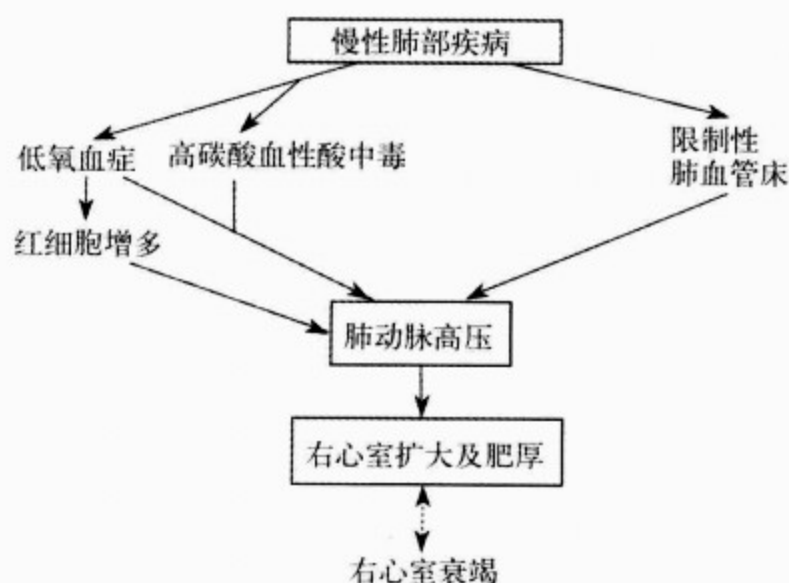 慢性肺部疾病
低氧血症
高碳酸血性酸中毒
限制性
肺血管床
红细胞增多
肺动脉高压
右心室扩大及肥厚
右心室衰竭